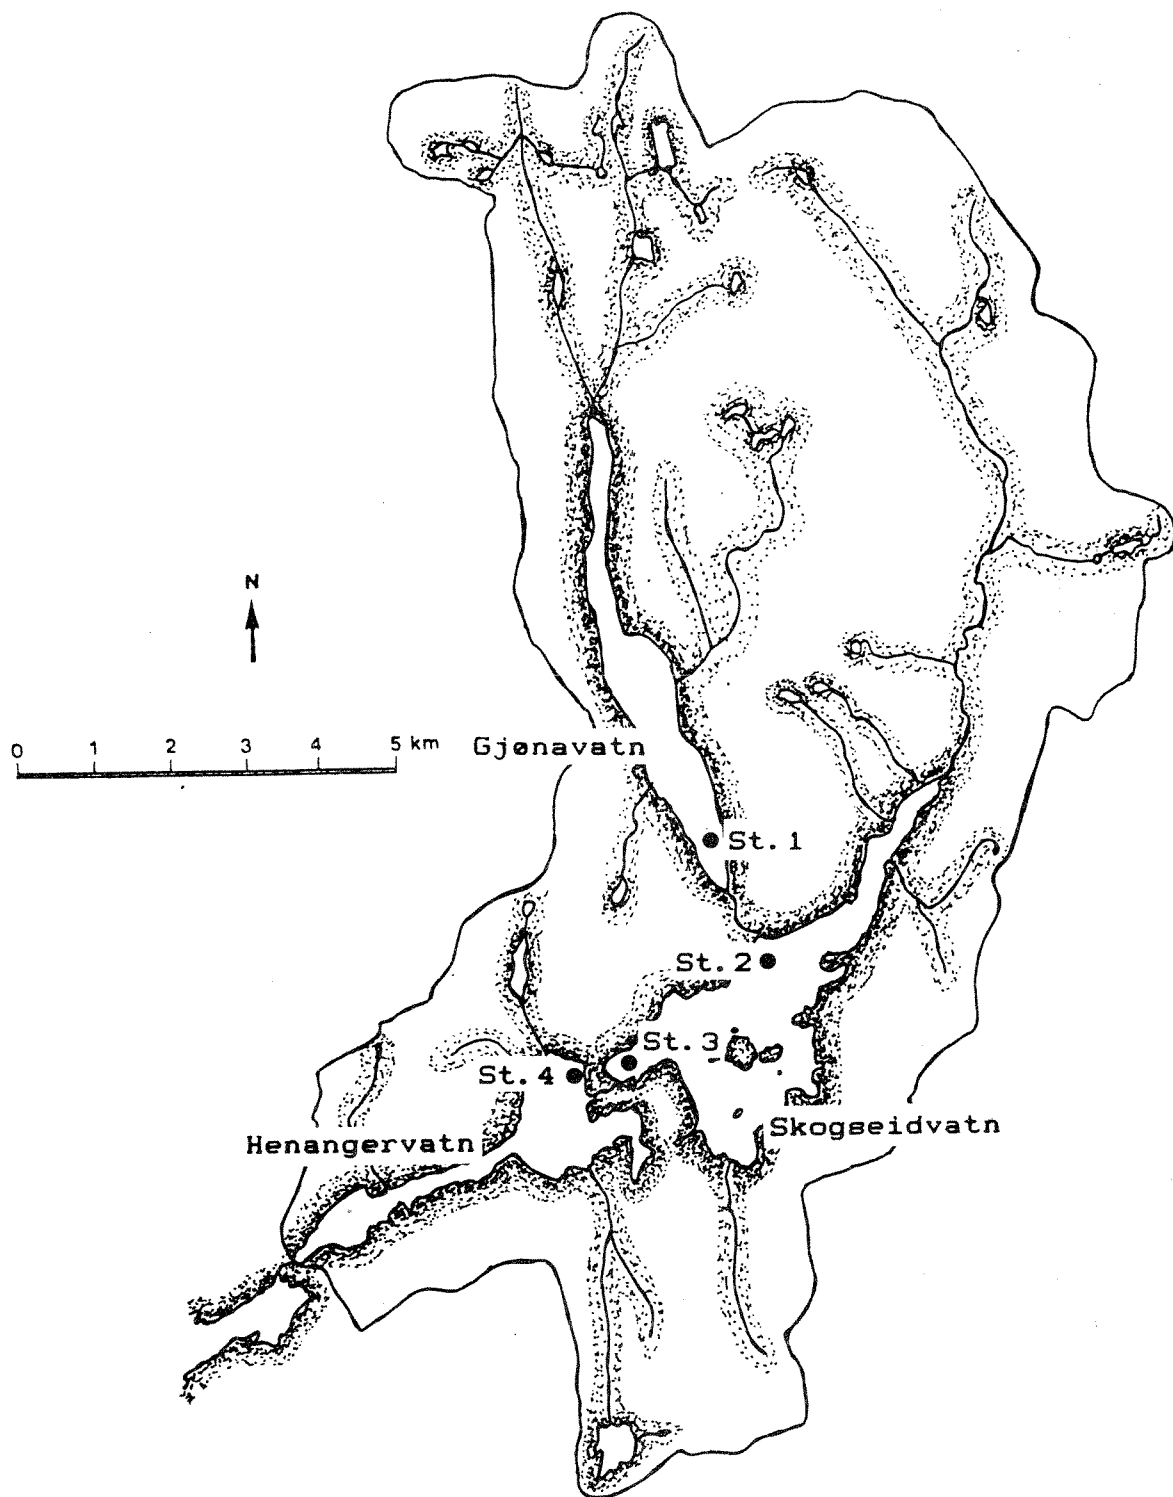 N
0 1 2 3 4 5 km
Gjønavatn
St. 1
St. 2
St. 3
St. 4
Skogseidvatn
Henangervatn